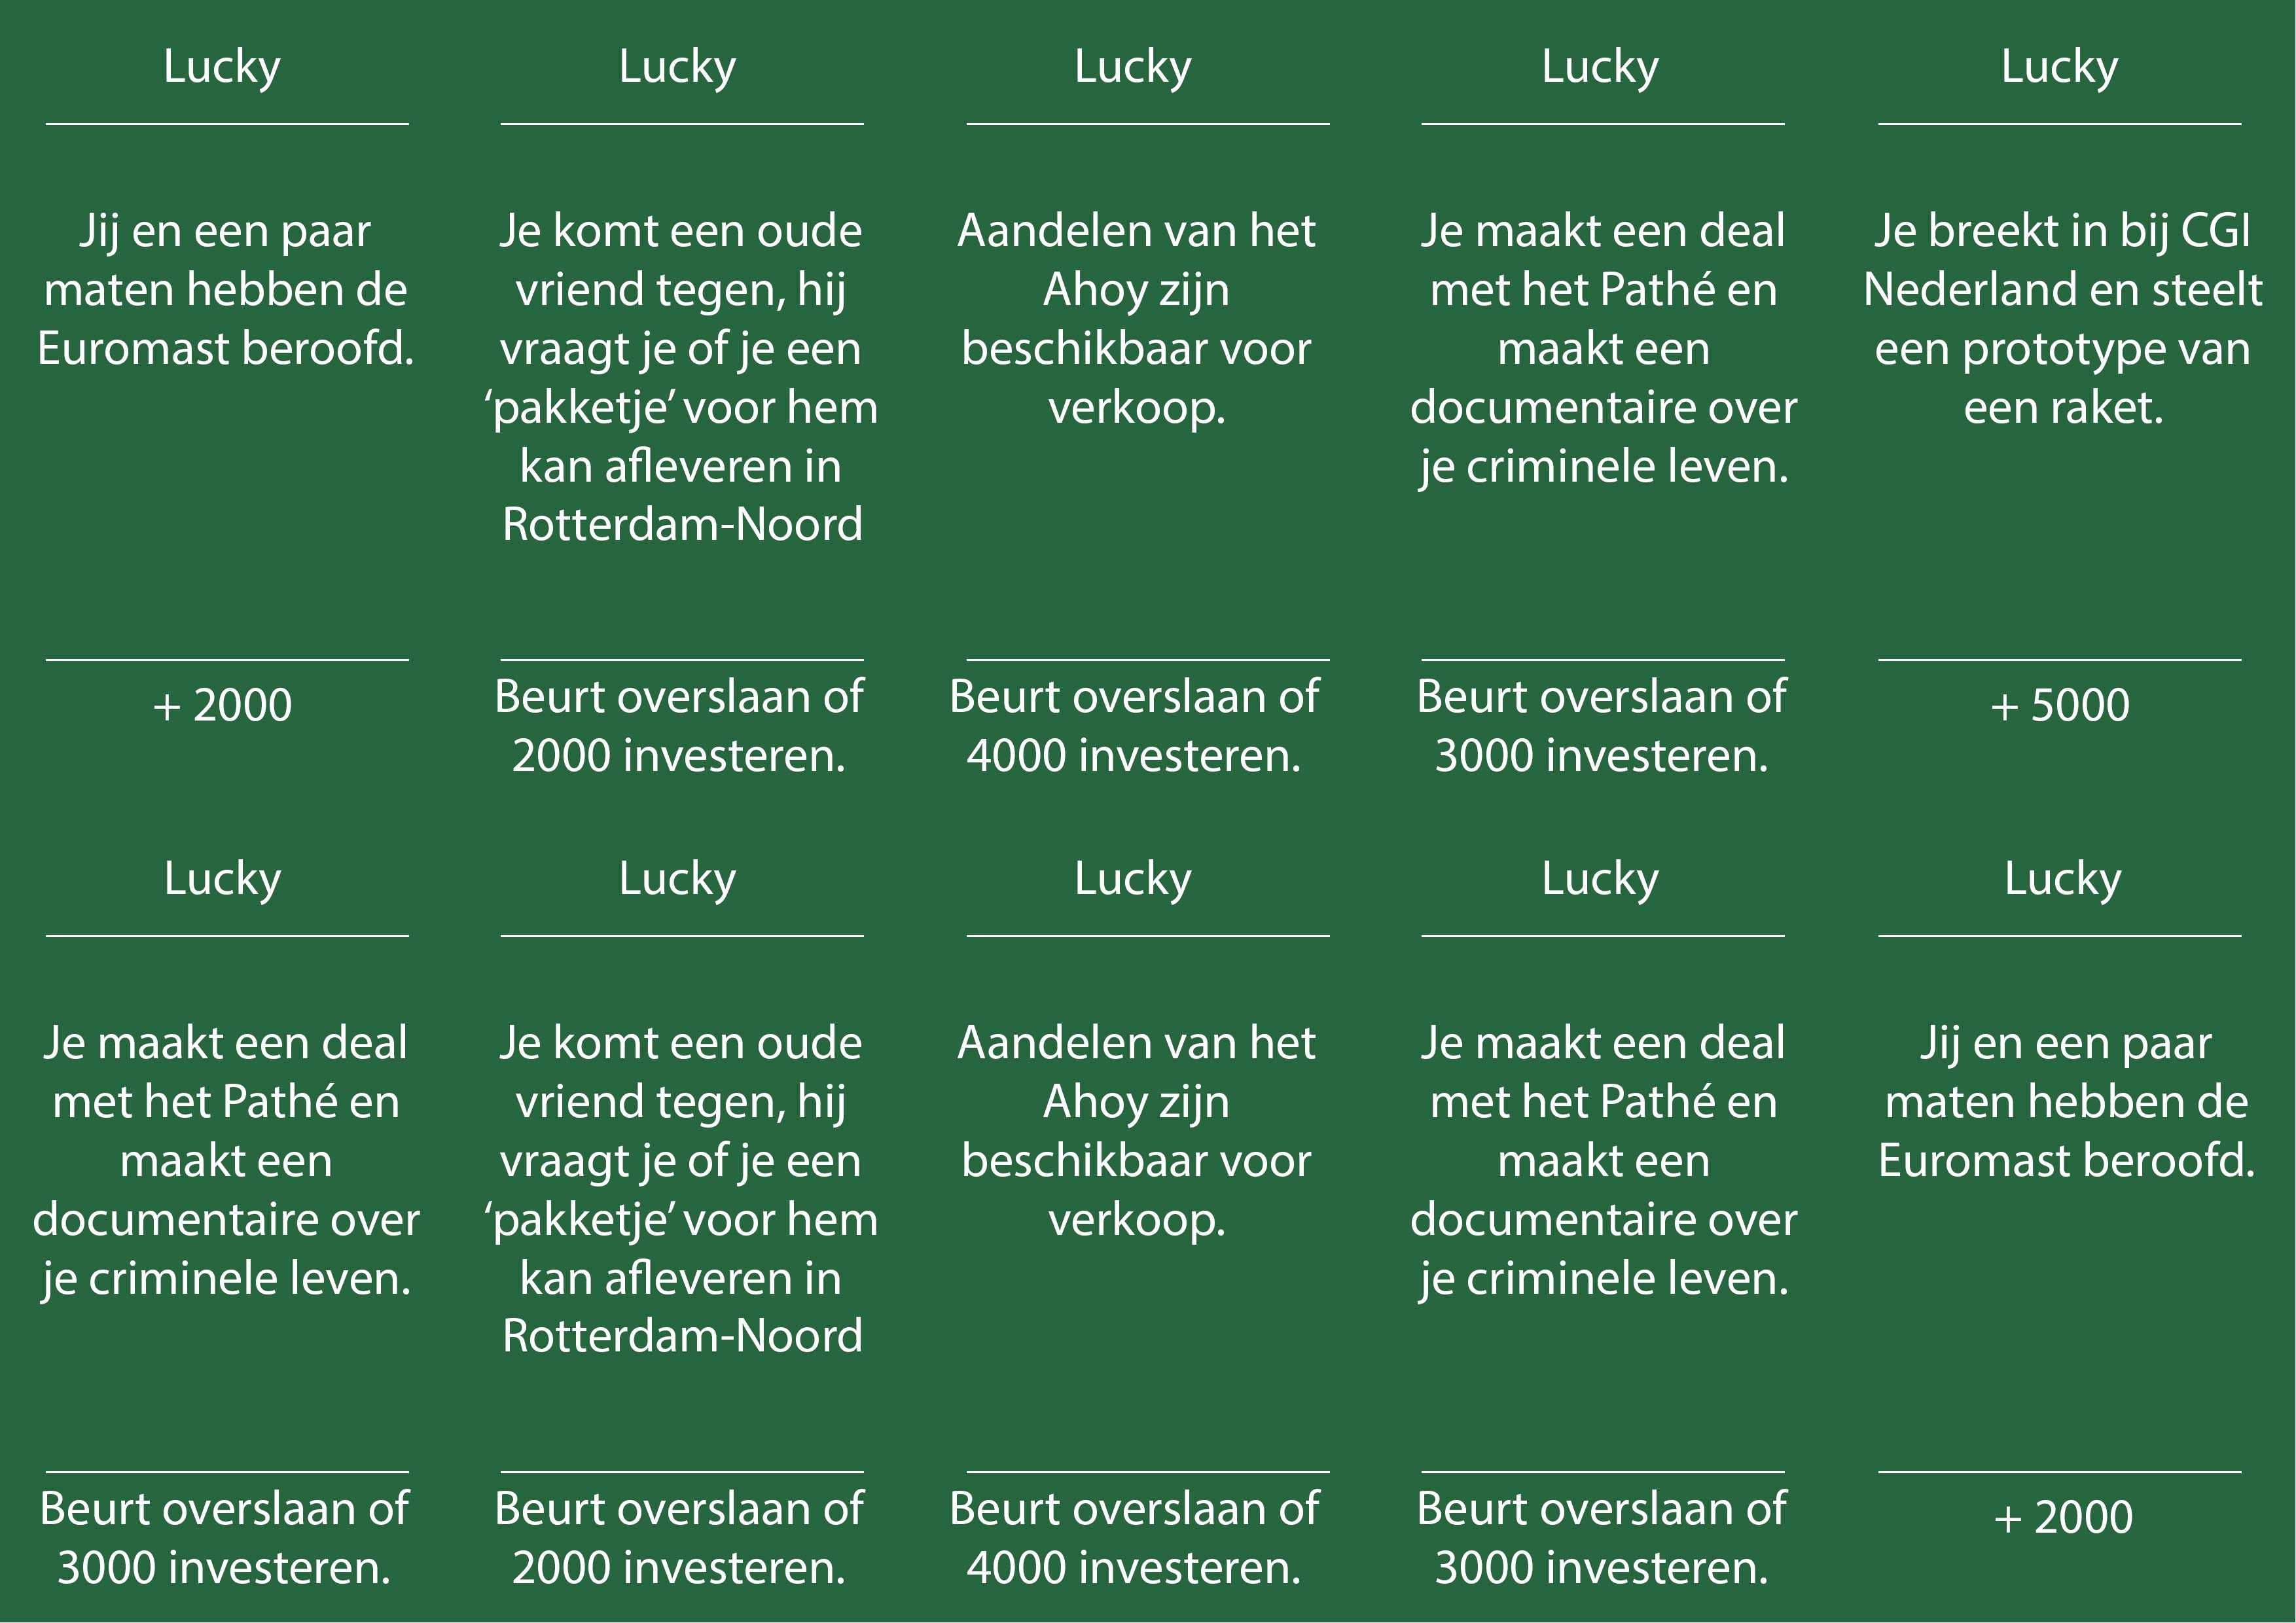 Lucky
Jij en een paar
maten hebben de
Euromast beroofd.
+ 2000
Lucky
Je komt een oude
vriend tegen, hij
vraagt je of je een
‘pakketje’ voor hem
kan afleveren in
Rotterdam-Noord
Beurt overslaan of
2000 investeren.
Lucky
Aandelen van het
Ahoy zijn
beschikbaar voor
verkoop.
Beurt overslaan of
4000 investeren.
Lucky
Je maakt een deal
met het Pathé en
maakt een
documentaire over
je criminele leven.
Beurt overslaan of
3000 investeren.
Lucky
Je breekt in bij CGI
Nederland en steelt
een prototype van
een raket.
+ 5000
Lucky
Je maakt een deal
met het Pathé en
maakt een
documentaire over
je criminele leven.
Beurt overslaan of
3000 investeren.
Lucky
Je komt een oude
vriend tegen, hij
vraagt je of je een
‘pakketje’ voor hem
kan afleveren in
Rotterdam-Noord
Beurt overslaan of
2000 investeren.
Lucky
Aandelen van het
Ahoy zijn
beschikbaar voor
verkoop.
Beurt overslaan of
4000 investeren.
Lucky
Je maakt een deal
met het Pathé en
maakt een
documentaire over
je criminele leven.
Beurt overslaan of
3000 investeren.
Lucky
Jij en een paar
maten hebben de
Euromast beroofd.
+ 2000